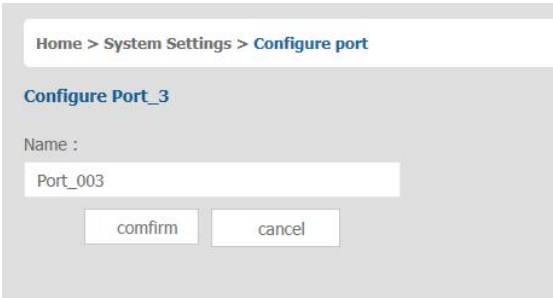 Home > System Settings > Configure port
Configure Port_3
Name :
Port_003
comfirm cancel